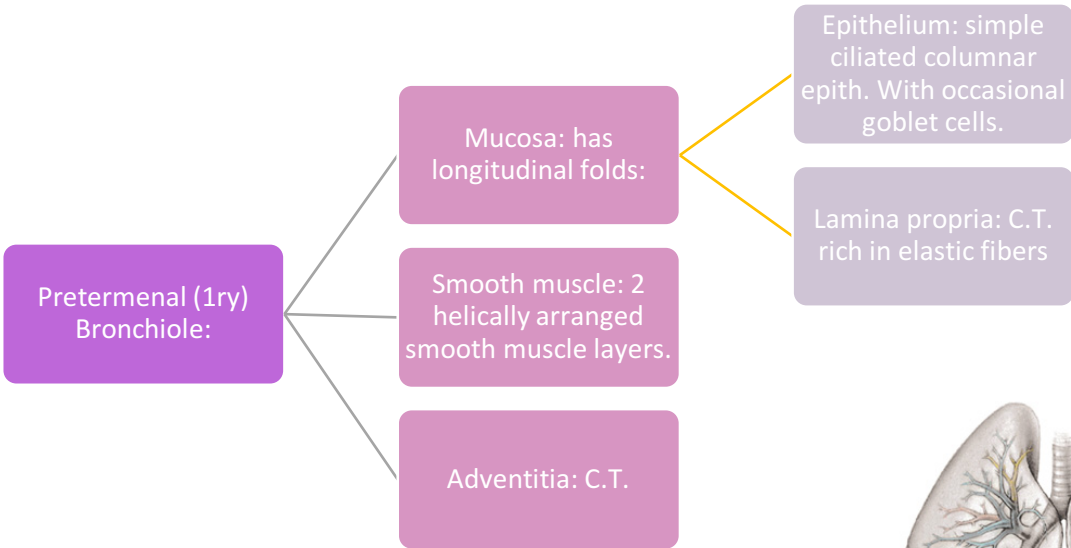 Pretermenal (1ry)
Bronchiole:
Mucosa: has
longitudinal folds:
Epithelium: simple
ciliated columnar
epith. With occasional
goblet cells.
Lamina propria: C.T.
rich in elastic fibers
Smooth muscle: 2
helically arranged
smooth muscle layers.
Adventitia: C.T.